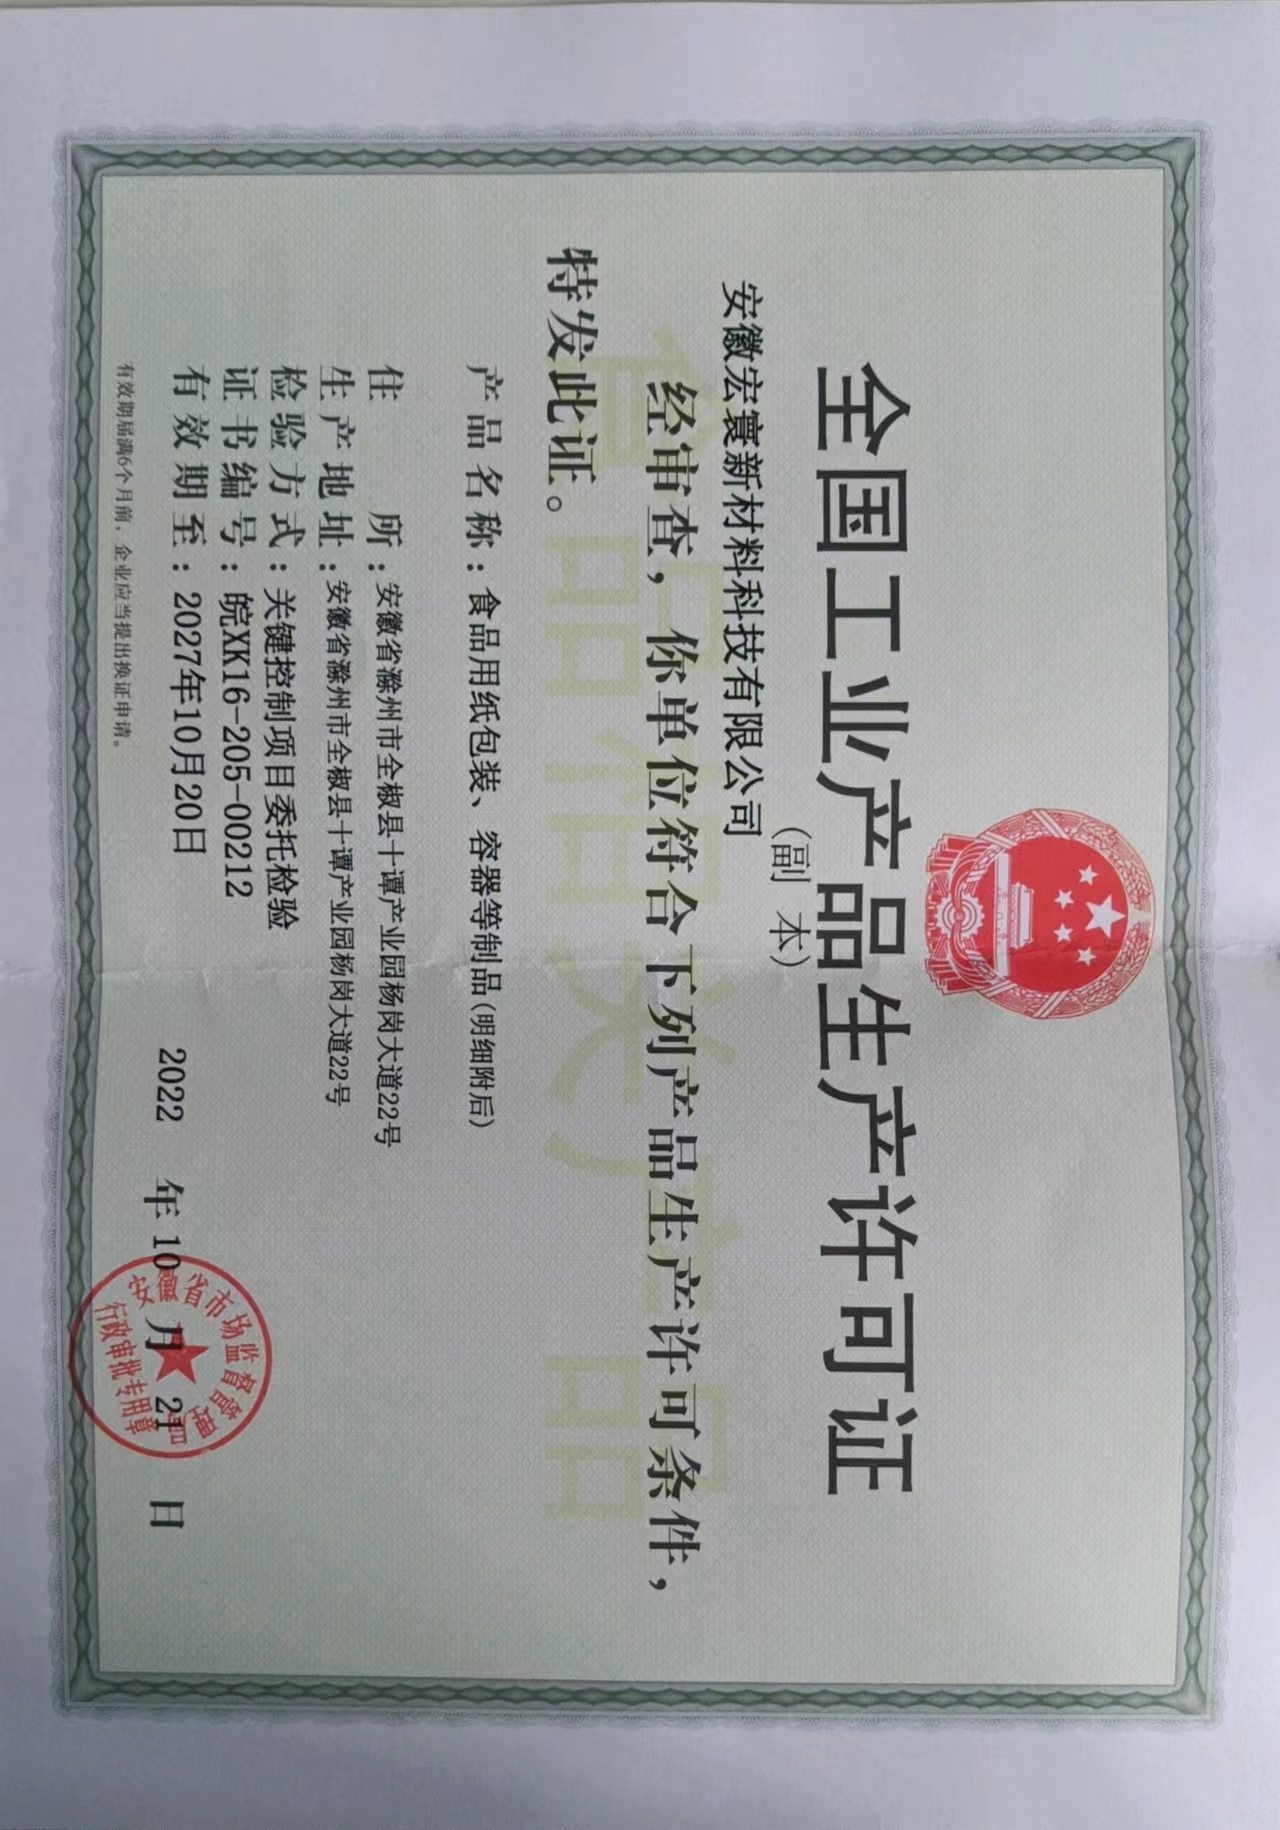 全国工业产品生产许可证
(副 本)
安徽宏寰新材料科技有限公司
经审查，你单位符合下列产品生产许可条件，
特发此证。
产品名称：食品用纸包装、容器等制品(明细附后)
住 所：安徽省滁州市全椒县十谭产业园杨岗大道22号
生产地址：安徽省滁州市全椒县十谭产业园杨岗大道22号
检验方式：关键控制项目委托检验
证书编号：皖XK16-205-00212
有效期至：2027年10月20日
2022 年 10 月 21 日
有效期届满6个月前，企业应当提出换证申请。
食品相关产品
安徽省市场监督管理局
行政审批专用章